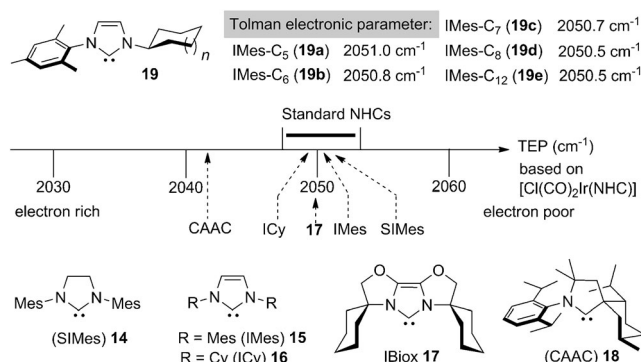 Tolman electronic parameter:
IMes-C5 (19a) 2051.0 cm-1
IMes-C6 (19b) 2050.8 cm-1
IMes-C7 (19c) 2050.7 cm-1
IMes-C8 (19d) 2050.5 cm-1
IMes-C12 (19e) 2050.5 cm-1
N N
n
19
Standard NHCs
TEP (cm-1)
based on
[Cl(CO)2Ir(NHC)]
2030 2040 2050 2060
electron rich
electron poor
CAAC ICy 17 IMes SIMes
Mes N N Mes
(SIMes) 14
R N N R
R = Mes (IMes) 15
R = Cy (ICy) 16
O O
N N
IBiox 17
N
(CAAC) 18